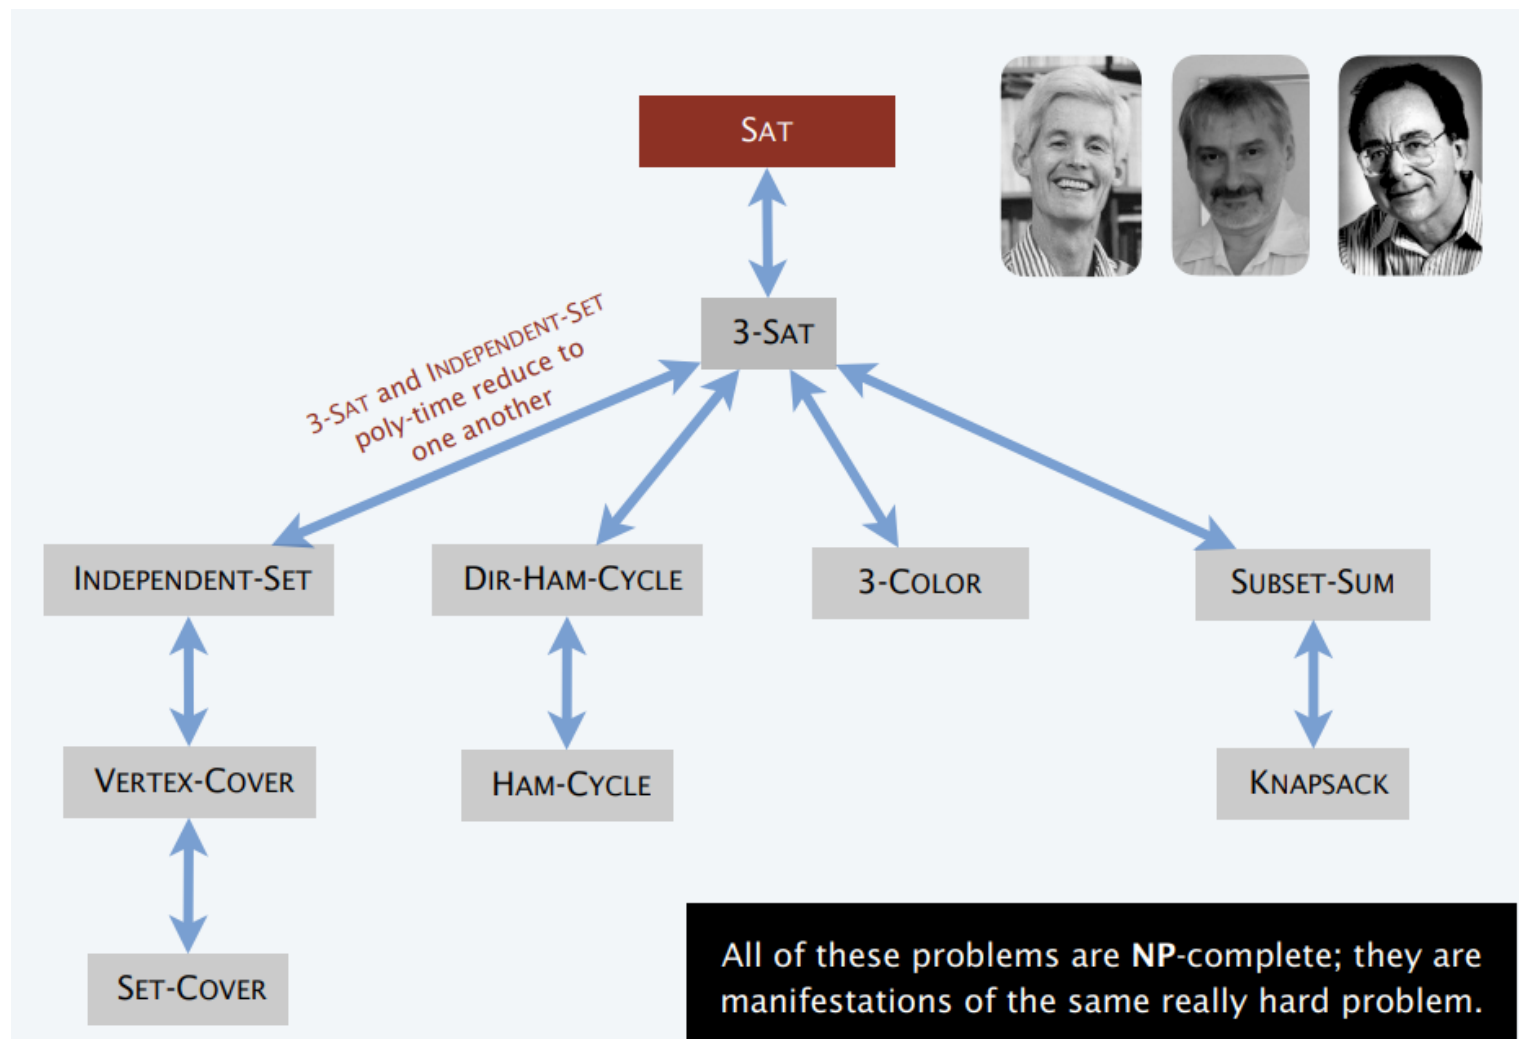 SAT
3-SAT
3-SAT and INDEPENDENT-SET
poly-time reduce to
one another
INDEPENDENT-SET
DIR-HAM-CYCLE
3-COLOR
SUBSET-SUM
VERTEX-COVER
HAM-CYCLE
KNAPSACK
SET-COVER
All of these problems are NP-complete; they are
manifestations of the same really hard problem.